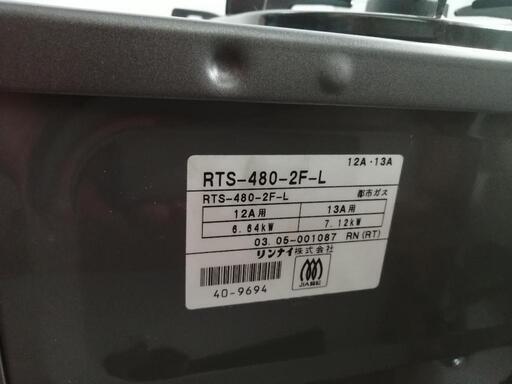 12A・13A
RTS-480-2F-L
RTS-480-2F-L 都市ガス
12A用 13A用
6.64kW 7.12kW
03.05-001087 RN(RT)
リンナイ株式会社
JIA認証
40-9694